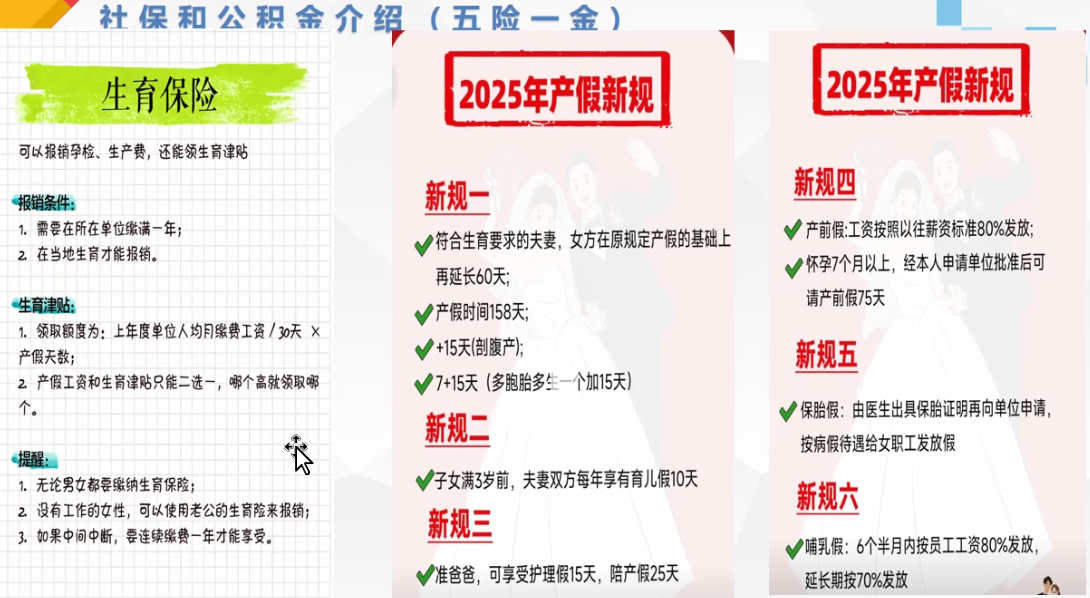 社保和公积金介绍（五险一金）
生育保险
可以报销孕检、生产费，还能领生育津贴
报销条件：
1. 需要在所在单位缴满一年；
2. 在当地生育才能报销。
生育津贴：
1. 领取额度为：上年度单位人均月缴费工资/30天 ×
产假天数；
2. 产假工资和生育津贴只能二选一，哪个高就领取哪
个。
提醒：
1. 无论男女都要缴纳生育保险；
2. 没有工作的女性，可以使用老公的生育险来报销；
3. 如果中间中断，要连续缴费一年才能享受。
2025年产假新规
新规一
符合生育要求的夫妻，女方在原规定产假的基础上
再延长60天;
产假时间158天;
+15天(剖腹产);
7+15天（多胞胎多生一个加15天）
新规二
子女满3岁前，夫妻双方每年享有育儿假10天
新规三
准爸爸，可享受护理假15天，陪产假25天
2025年产假新规
新规四
产前假:工资按照以往薪资标准80%发放;
怀孕7个月以上，经本人申请单位批准后可
请产前假75天
新规五
保胎假：由医生出具保胎证明再向单位申请，
按病假待遇给女职工发放假
新规六
哺乳假：6个半月内按员工工资80%发放，
延长期按70%发放